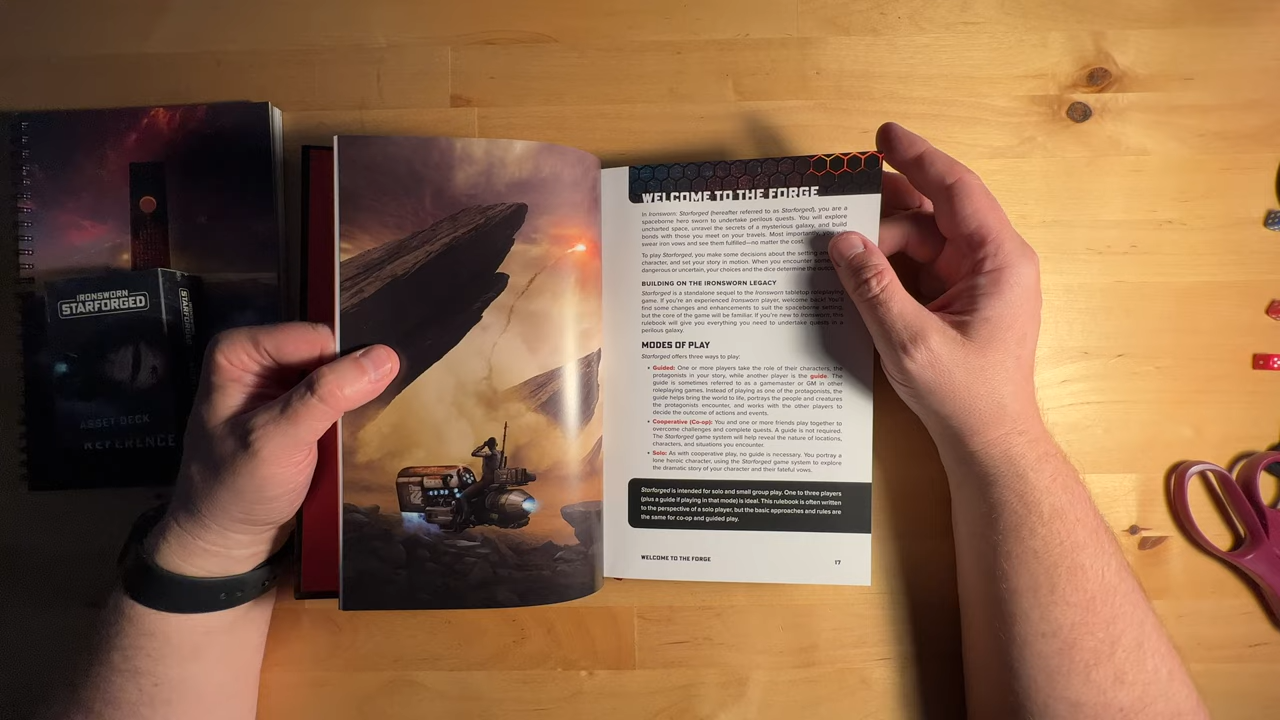 IRONSWORN
STARFORGED
STARFORGED
ASSET DECK
REFERENCE
WELCOME TO THE FORGE
In Ironsworn: Starforged (hereafter referred to as Starforged), you are a
spaceborne hero sworn to undertake perilous quests. You will explore
uncharted space, unravel the secrets of a mysterious galaxy, and build
bonds with those you meet on your travels. Most importantly, you
swear iron vows and see them fulfilled—no matter the cost.
To play Starforged, you make some decisions about the setting
character, and set your story in motion. When you encounter
dangerous or uncertain, your choices and the dice determine the
BUILDING ON THE IRONSWORN LEGACY
Starforged is a standalone sequel to the Ironsworn tabletop roleplaying
game. If you're an experienced Ironsworn player, welcome back! You'll
find some changes and enhancements to suit the spaceborne setting,
but the core of the game will be familiar. If you're new to Ironsworn, this
rulebook will give you everything you need to undertake quests in a
perilous galaxy.
MODES OF PLAY
Starforged offers three ways to play:
• Guided: One or more players take the role of their characters, the
protagonists in your story, while another player is the guide. The
guide is sometimes referred to as a gamemaster or GM in other
roleplaying games. Instead of playing as one of the protagonists, the
guide helps bring the world to life, portrays the people and creatures
the protagonists encounter, and works with the other players to
decide the outcome of actions and events.
• Cooperative (Co-op): You and one or more friends play together to
overcome challenges and complete quests. A guide is not required.
The Starforged game system will help reveal the nature of locations,
characters, and situations you encounter.
• Solo: As with cooperative play, no guide is necessary. You portray a
lone heroic character, using the Starforged game system to explore
the dramatic story of your character and their fateful vows.
Starforged is intended for solo and small group play. One to three players
(plus a guide if playing in that mode) is ideal. This rulebook is often written
to the perspective of a solo player, but the basic approaches and rules are
the same for co-op and guided play.
WELCOME TO THE FORGE
17